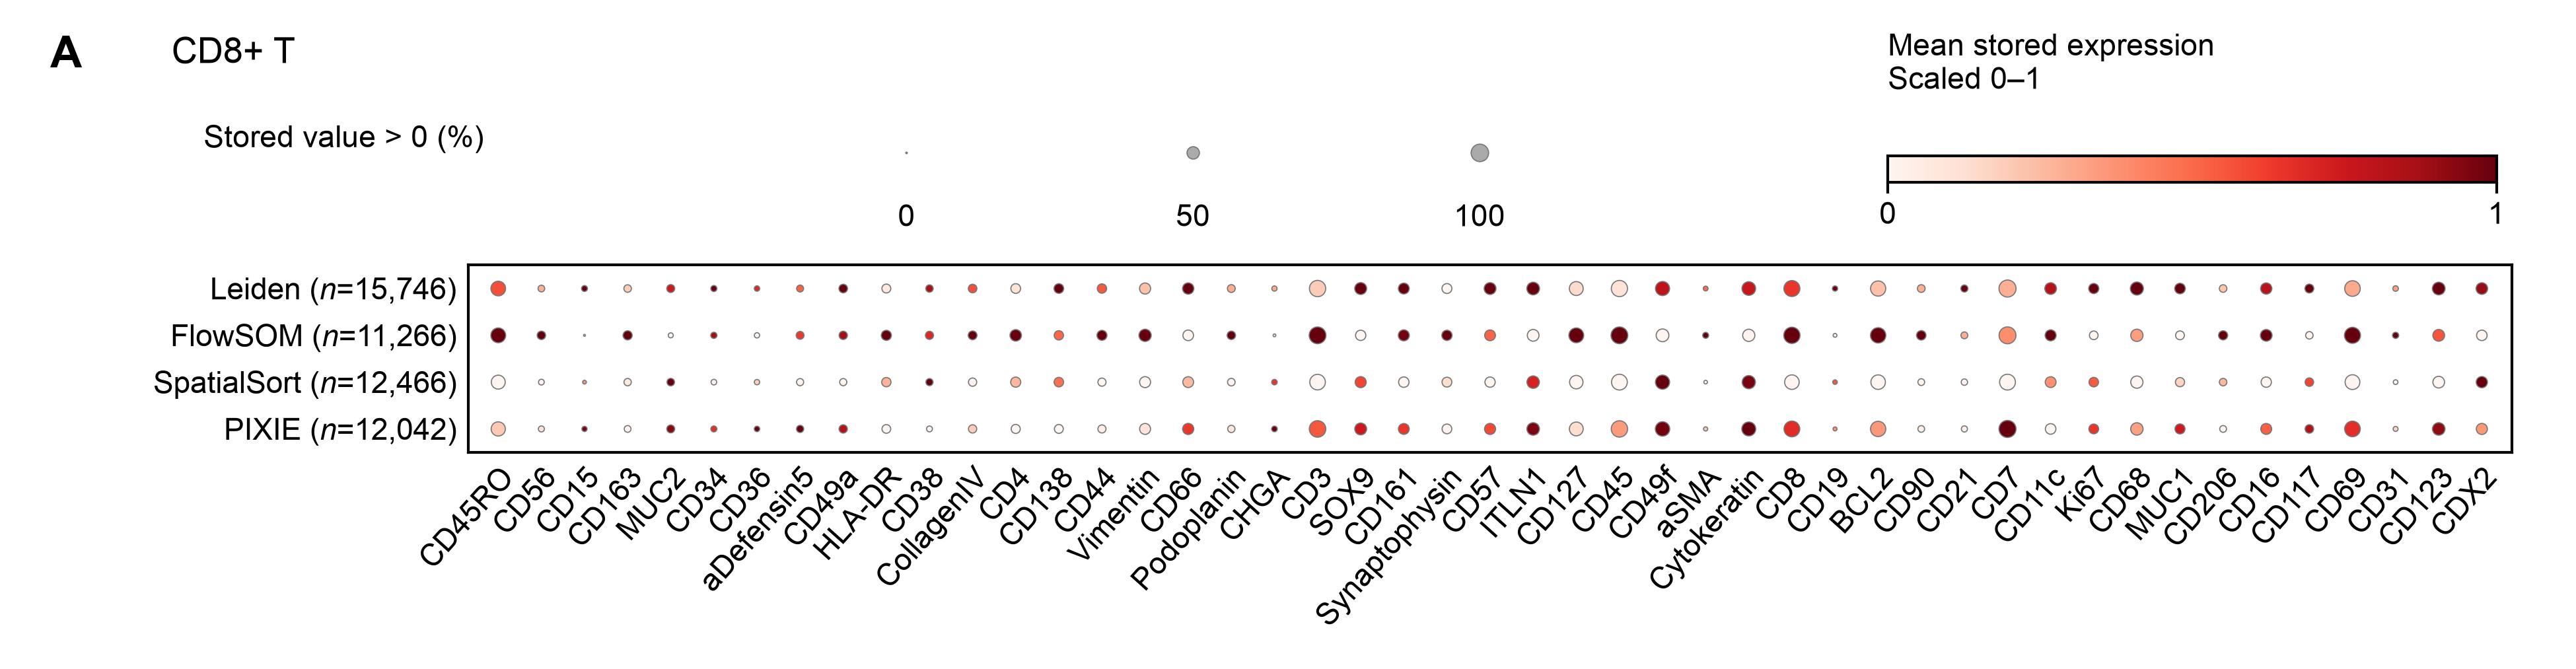 A
CD8+ T
Mean stored expression
Scaled 0–1
Stored value > 0 (%)
0
50
100
0
1
Leiden (n=15,746)
FlowSOM (n=11,266)
SpatialSort (n=12,466)
PIXIE (n=12,042)
CD45RO
CD56
CD15
CD163
MUC2
CD34
CD36
aDefensin5
CD49a
HLA-DR
CD38
CollagenIV
CD4
CD138
CD44
Vimentin
CD66
Podoplanin
CHGA
CD3
SOX9
CD161
Synaptophysin
CD57
ITLN1
CD127
CD45
CD49f
aSMA
Cytokeratin
CD8
CD19
BCL2
CD90
CD21
CD7
CD11c
Ki67
CD68
MUC1
CD206
CD16
CD117
CD69
CD31
CD123
CDX2